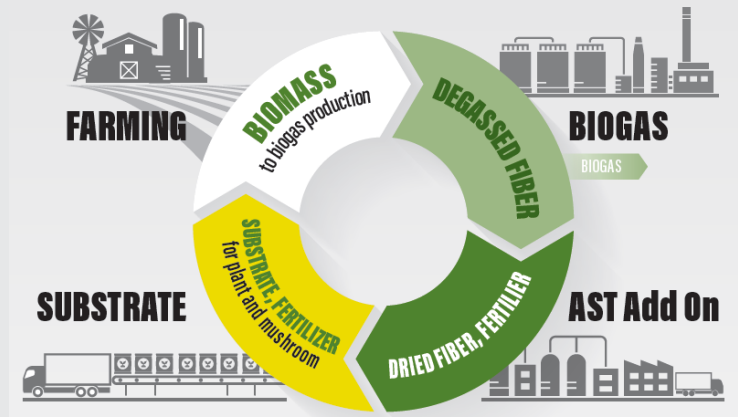 FARMING
BIOMASS
to biogas production
DEGASSED FIBER
BIOGAS
BIOGAS
SUBSTRATE
SUBSTRATE, FERTILIZER
for plant and mushroom
DRIED FIBER, FERTILIER
AST Add On